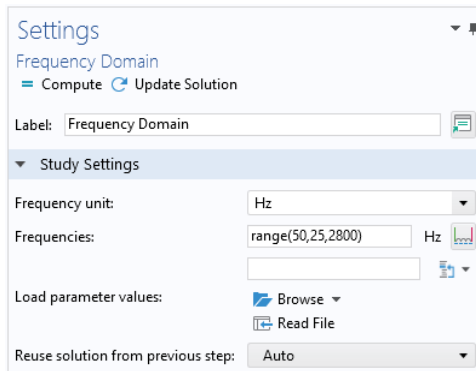 Settings
Frequency Domain
= Compute Update Solution
Label: Frequency Domain
Study Settings
Frequency unit: Hz
Frequencies: range(50,25,2800) Hz
Load parameter values: Browse
Read File
Reuse solution from previous step: Auto